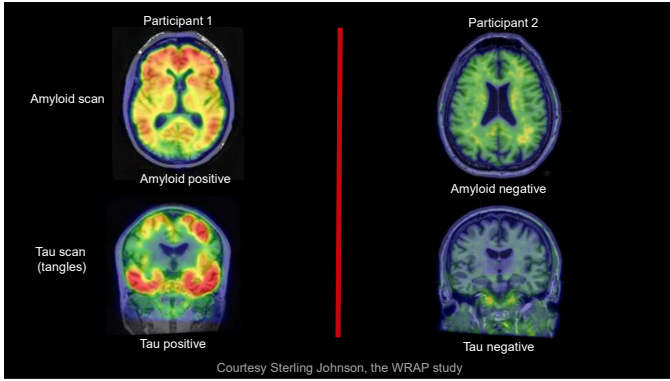 Participant 1
Participant 2
Amyloid scan
Amyloid positive
Amyloid negative
Tau scan
(tangles)
Tau positive
Tau negative
Courtesy Sterling Johnson, the WRAP study